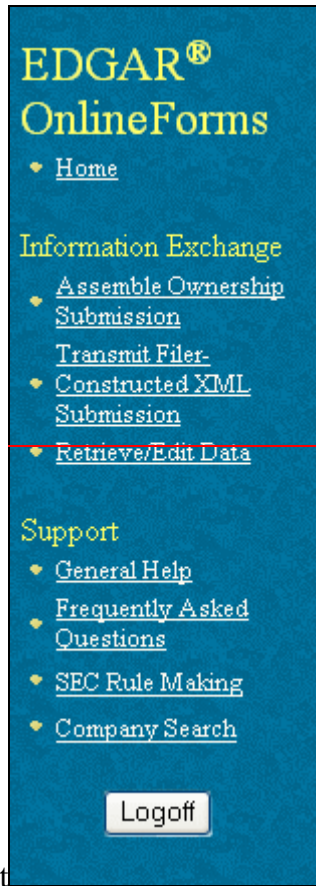 EDGAR®
OnlineForms
Home
Information Exchange
Assemble Ownership
Submission
Transmit Filer-
Constructed XML
Submission
Retrieve/Edit Data
Support
General Help
Frequently Asked
Questions
SEC Rule Making
Company Search
Logoff
t